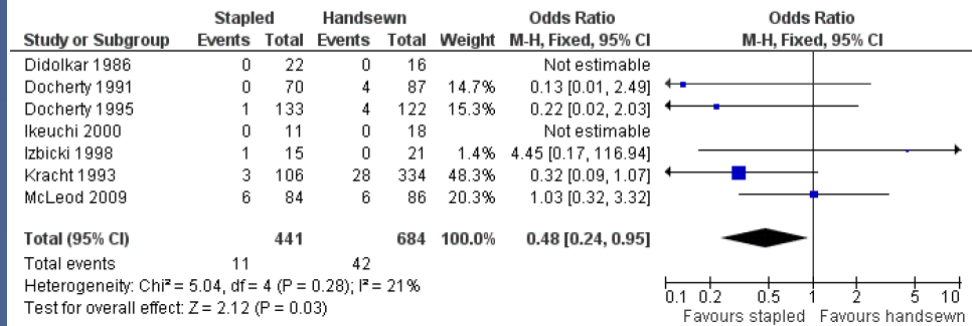 Stapled Handsewn Odds Ratio Odds Ratio
Study or Subgroup Events Total Events Total Weight M-H, Fixed, 95% CI M-H, Fixed, 95% CI
Didolkar 1986 0 22 0 16 Not estimable
Docherty 1991 0 70 4 87 14.7% 0.13 [0.01, 2.49]
Docherty 1995 1 133 4 122 15.3% 0.22 [0.02, 2.03]
Ikeuchi 2000 0 11 0 18 Not estimable
Izbicki 1998 1 15 0 21 1.4% 4.45 [0.17, 116.94]
Kracht 1993 3 106 28 334 48.3% 0.32 [0.09, 1.07]
McLeod 2009 6 84 6 86 20.3% 1.03 [0.32, 3.32]
Total (95% CI) 441 684 100.0% 0.48 [0.24, 0.95]
Total events 11 42
Heterogeneity: Chi² = 5.04, df = 4 (P = 0.28); I² = 21%
Test for overall effect: Z = 2.12 (P = 0.03)
0.1 0.2 0.5 1 2 5 10
Favours stapled Favours handsewn